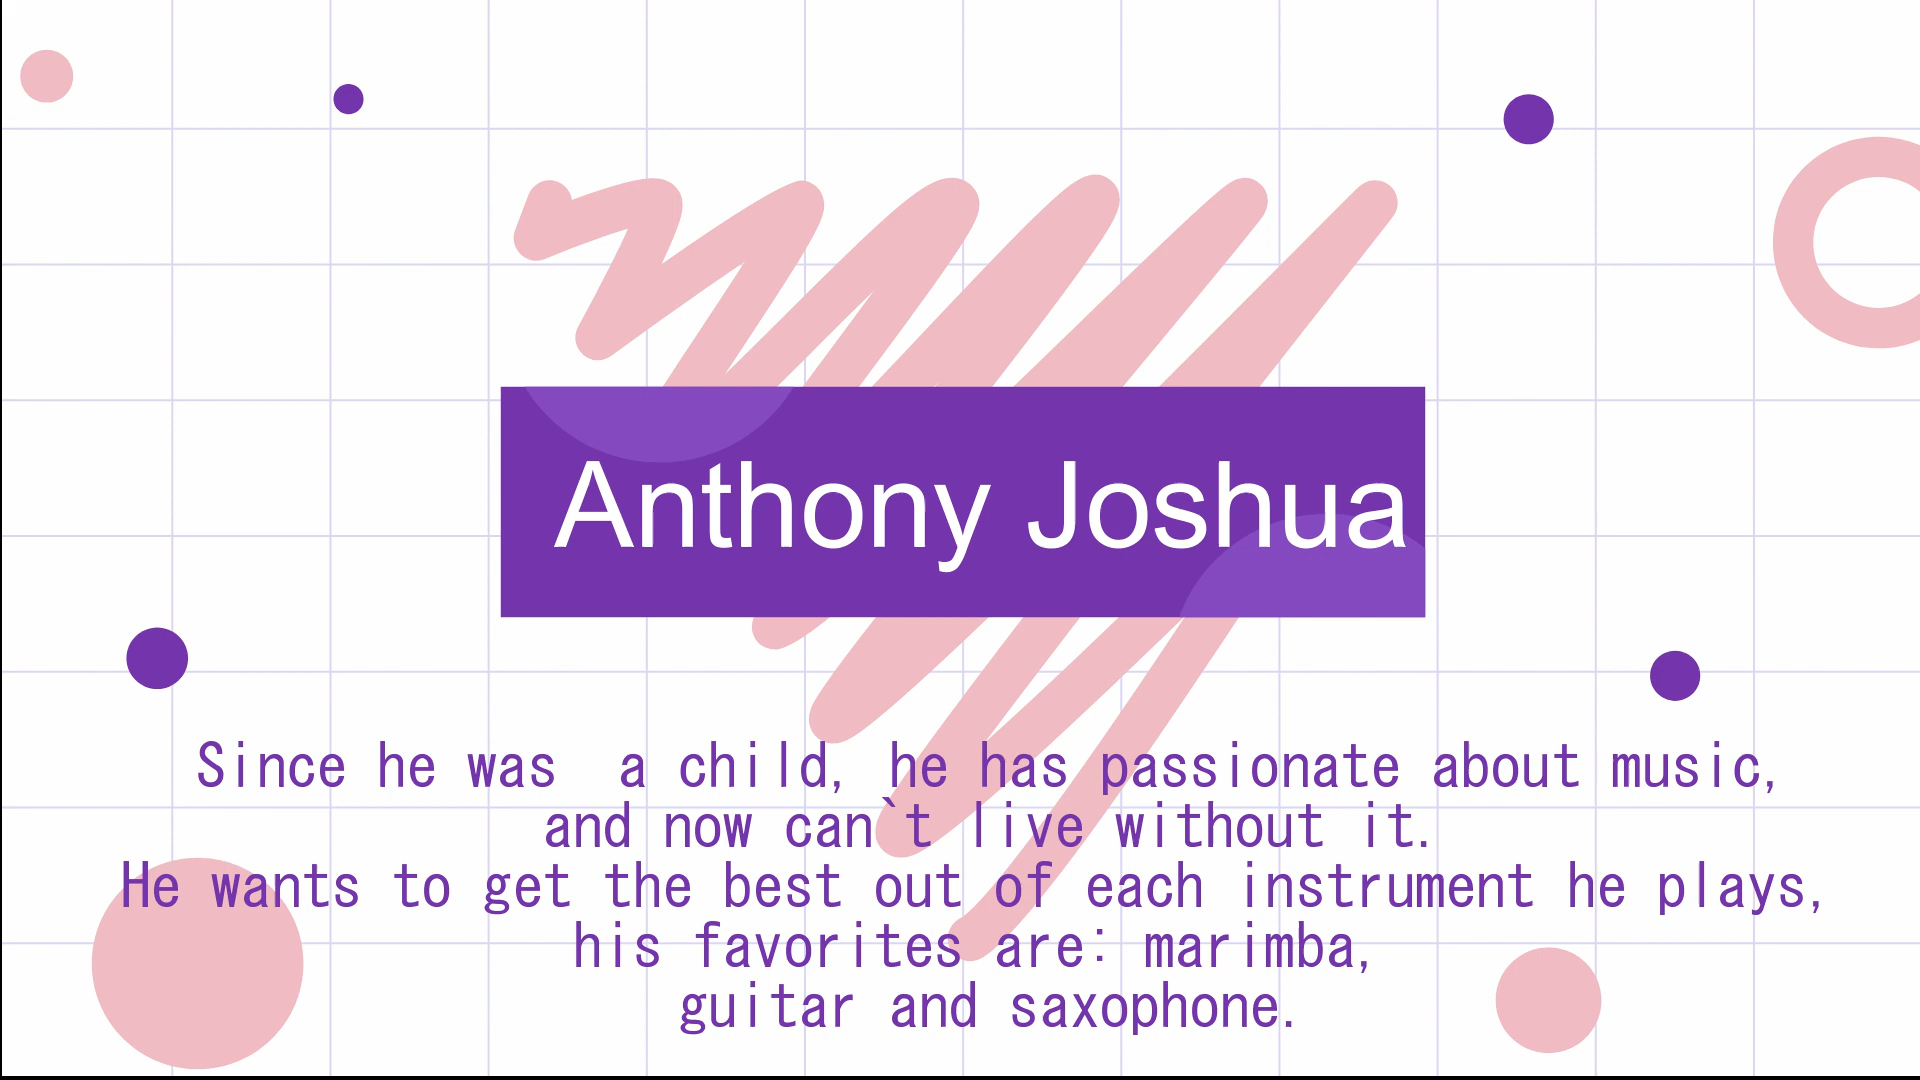 Anthony Joshua
Since he was  a child, he has passionate about music,
and now can`t live without it.
He wants to get the best out of each instrument he plays,
his favorites are: marimba,
guitar and saxophone.